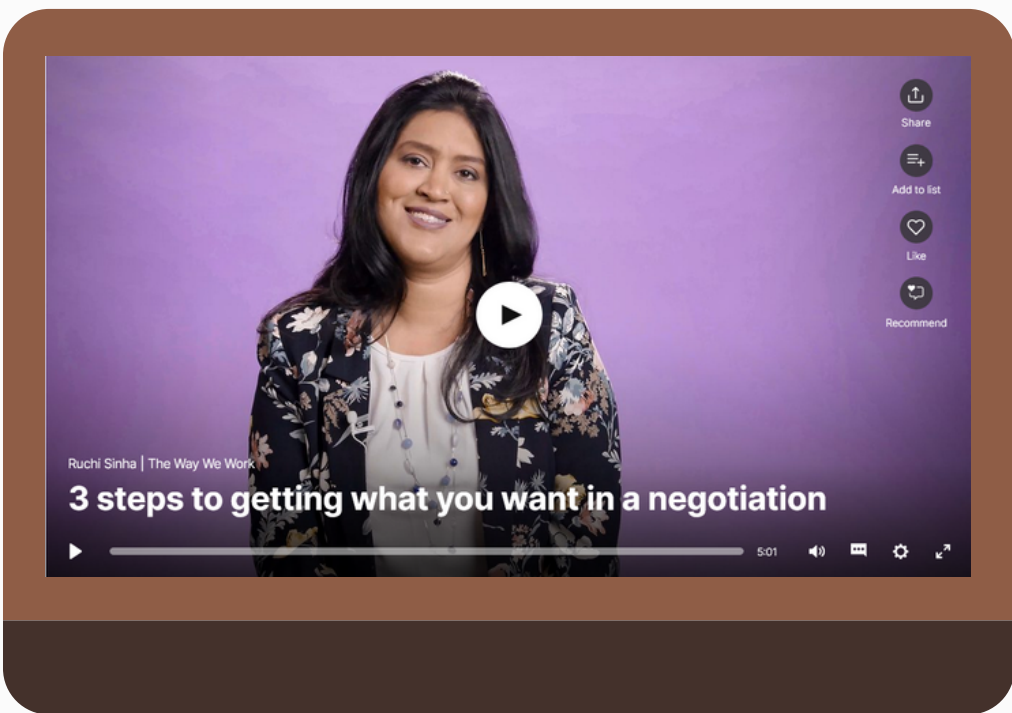 Share
Add to list
Like
Recommend
Ruchi Sinha | The Way We Work
3 steps to getting what you want in a negotiation
5:01